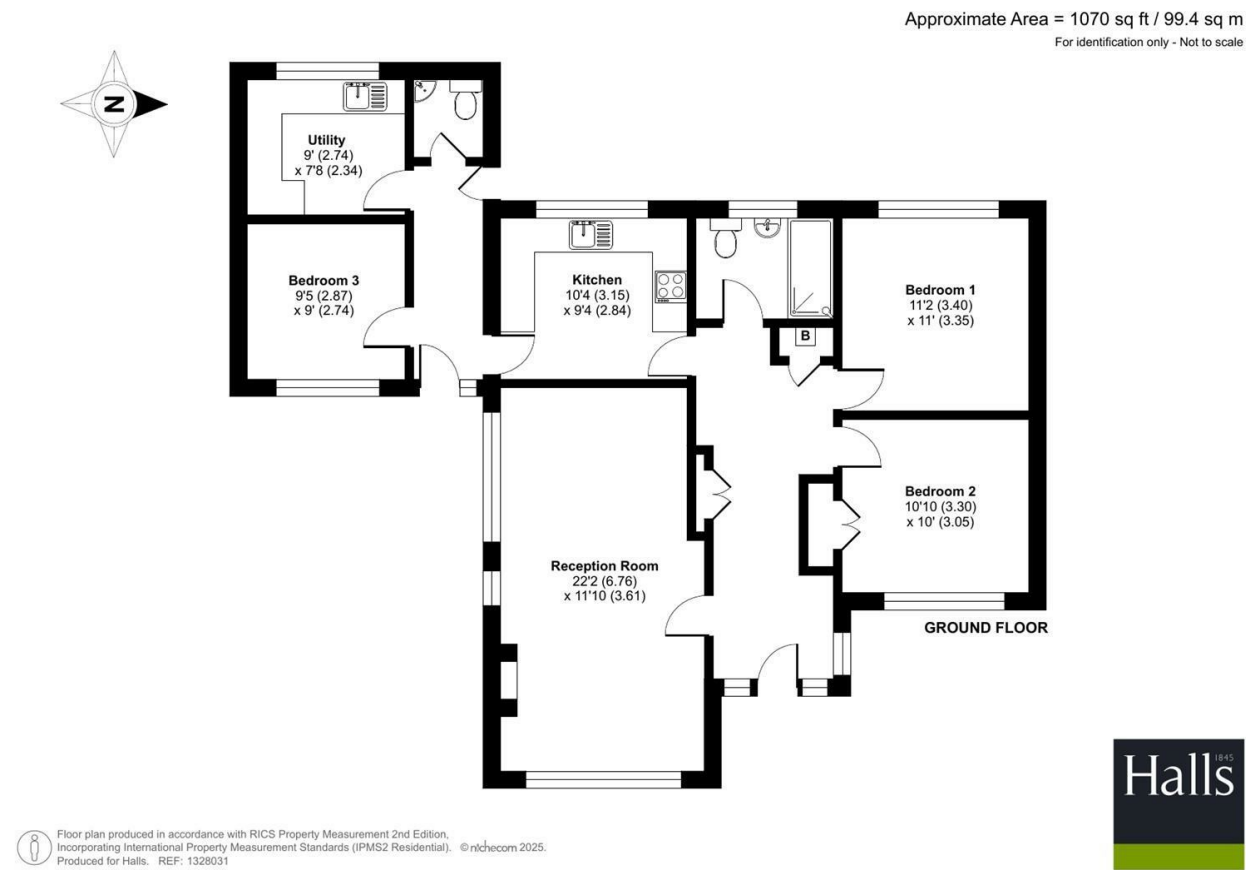 Approximate Area = 1070 sq ft / 99.4 sq m
For identification only - Not to scale
N
Utility
9' (2.74)
x 7'8 (2.34)
Bedroom 3
9'5 (2.87)
x 9' (2.74)
Kitchen
10'4 (3.15)
x 9'4 (2.84)
B
Bedroom 1
11'2 (3.40)
x 11' (3.35)
Bedroom 2
10'10 (3.30)
x 10' (3.05)
Reception Room
22'2 (6.76)
x 11'10 (3.61)
GROUND FLOOR
Halls
1845
Floor plan produced in accordance with RICS Property Measurement 2nd Edition,
Incorporating International Property Measurement Standards (IPMS2 Residential). ©nichecom 2025.
Produced for Halls. REF: 1328031